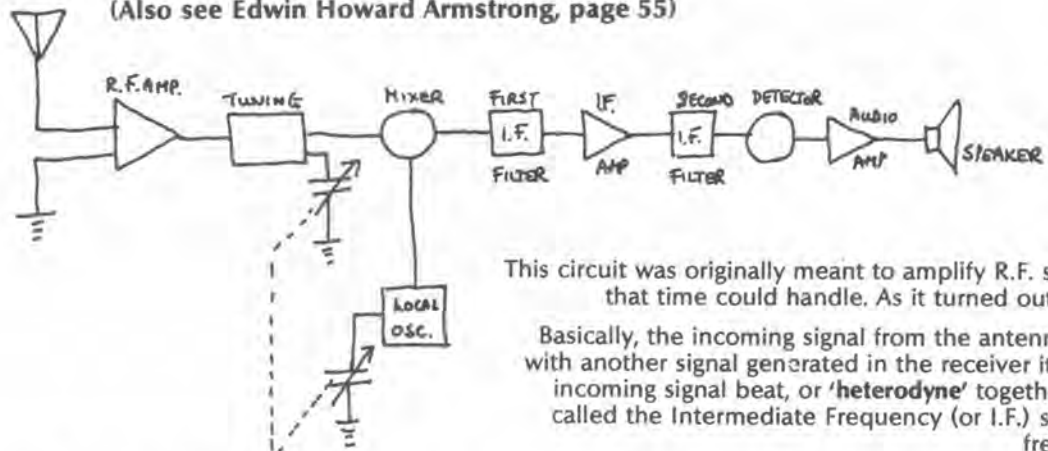 (Also see Edwin Howard Armstrong, page 55)
R.F. AMP.
TUNING
MIXER
FIRST
I.F.
FILTER
I.F.
AMP
SECOND
I.F.
FILTER
DETECTOR
AUDIO
AMP
SPEAKER
LOCAL
OSC.
This circuit was originally meant to amplify R.F. s
that time could handle. As it turned out
Basically, the incoming signal from the antenn
with another signal generated in the receiver it
incoming signal beat, or 'heterodyne' togeth
called the Intermediate Frequency (or I.F.) s
fre